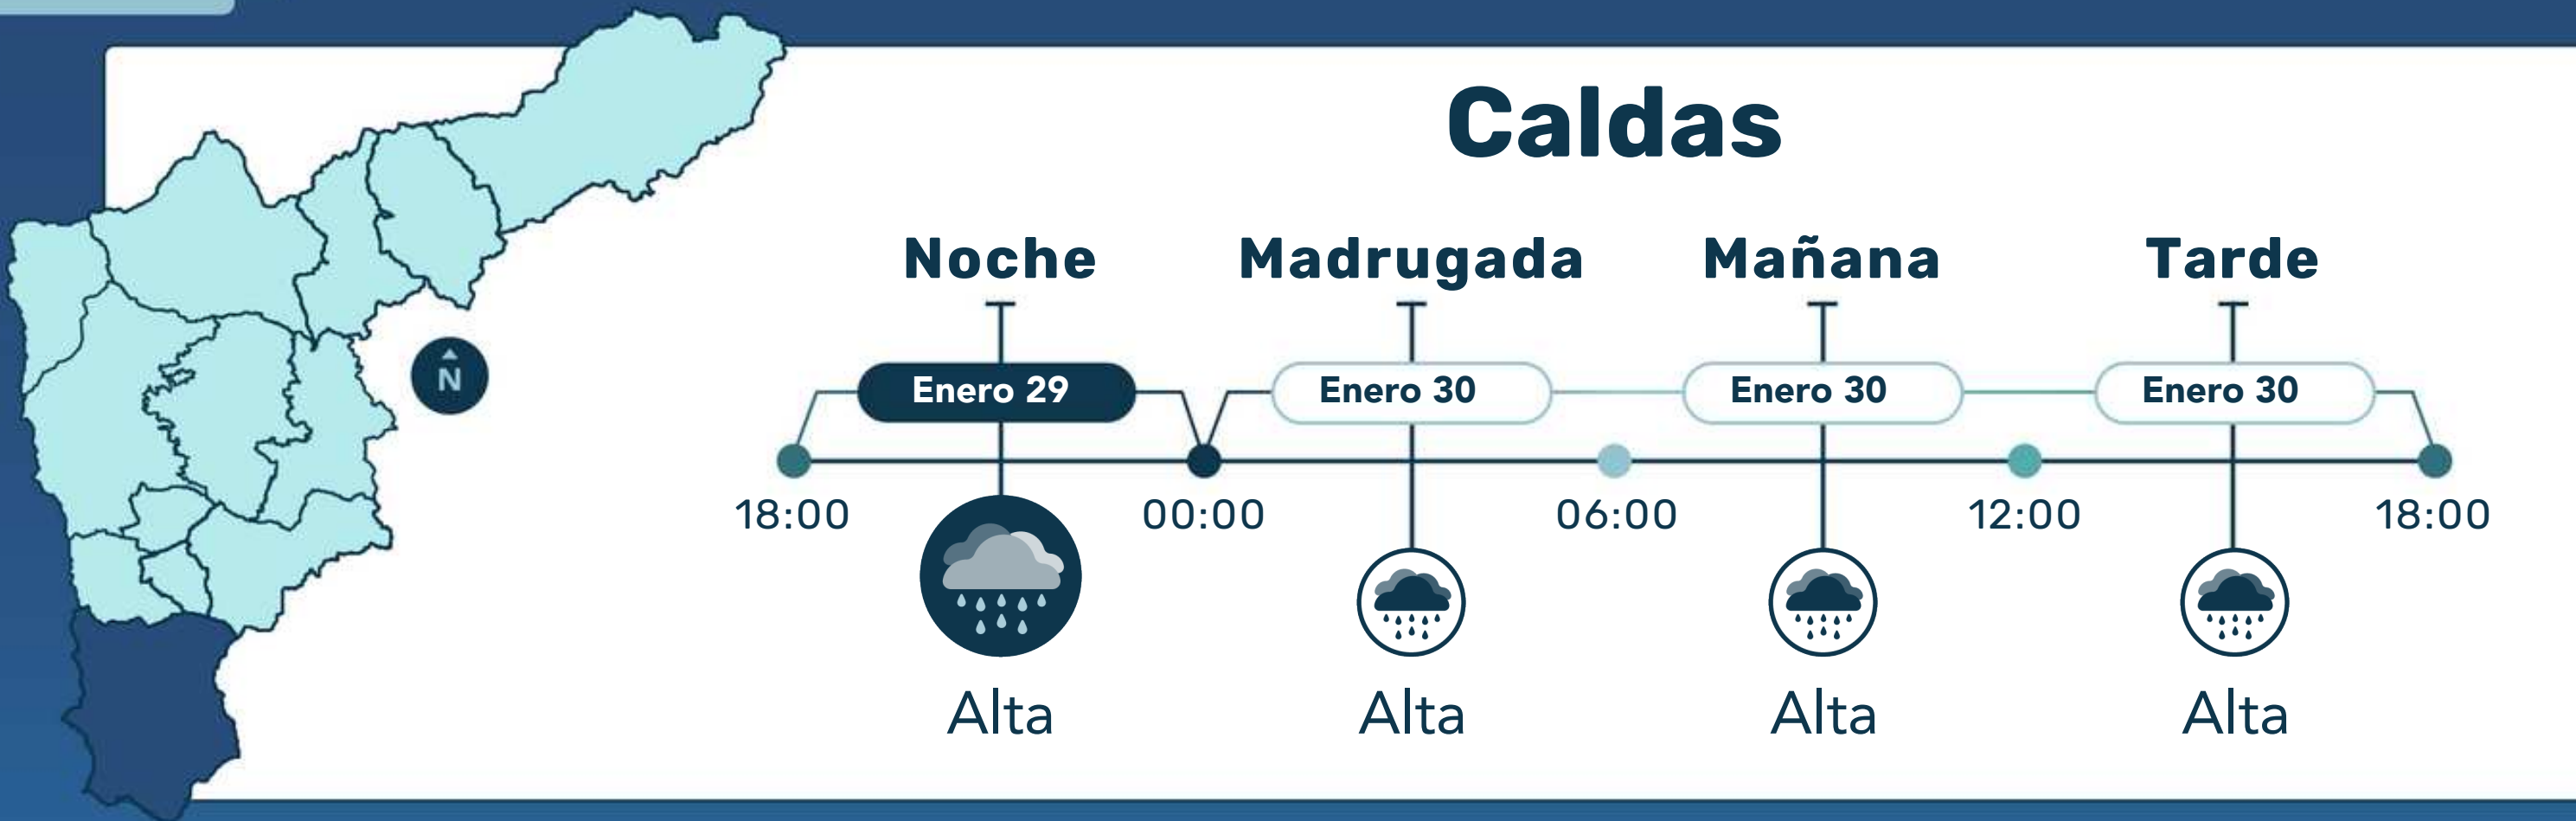 Caldas
Noche Madrugada Mañana Tarde
N
Enero 29 Enero 30 Enero 30 Enero 30
18:00 00:00 06:00 12:00 18:00
Alta Alta Alta Alta